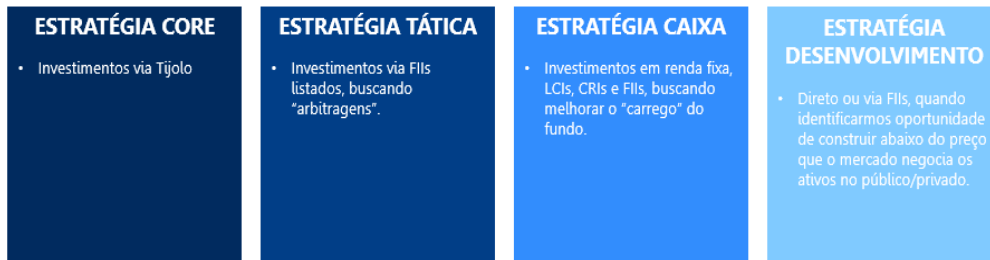 ESTRATÉGIA CORE
• Investimentos via Tijolo
ESTRATÉGIA TÁTICA
• Investimentos via FIIs
listados, buscando
“arbitragens”.
ESTRATÉGIA CAIXA
• Investimentos em renda fixa,
LCIs, CRIs e FIIs, buscando
melhorar o “carrego” do
fundo.
ESTRATÉGIA
DESENVOLVIMENTO
• Direto ou via FIIs, quando
identificarmos oportunidade
de construir abaixo do preço
que o mercado negocia os
ativos no público/privado.